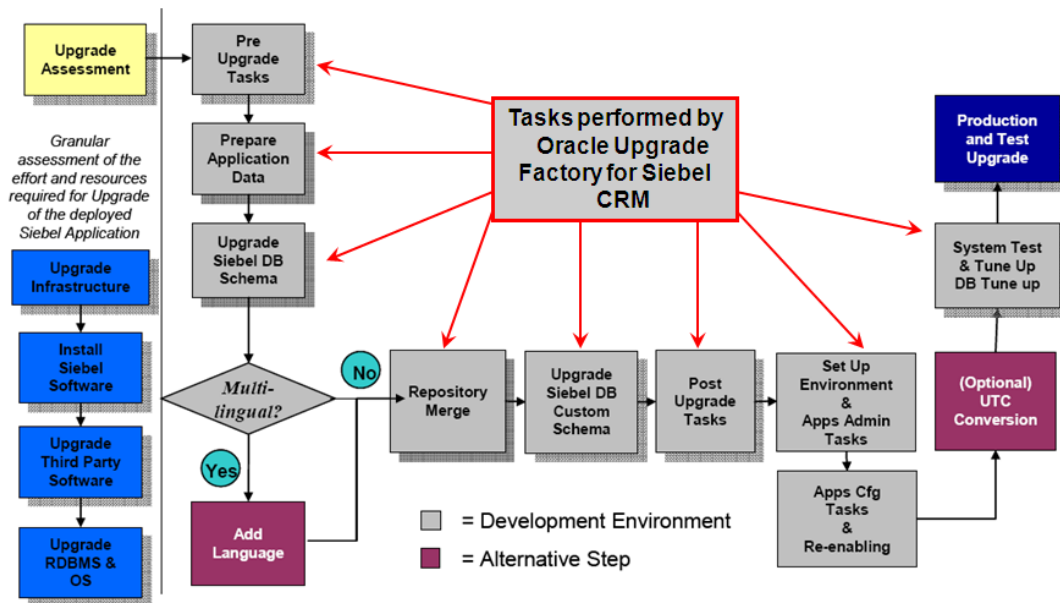 Upgrade
Assessment
Granular
assessment of the
effort and resources
required for Upgrade
of the deployed
Siebel Application
Upgrade
Infrastructure
Install
Siebel
Software
Upgrade
Third Party
Software
Upgrade
RDBMS &
OS
Pre
Upgrade
Tasks
Prepare
Application
Data
Upgrade
Siebel DB
Schema
Multi-
lingual?
No
Yes
Add
Language
Tasks performed by
Oracle Upgrade
Factory for Siebel
CRM
Repository
Merge
Upgrade
Siebel DB
Custom
Schema
Post
Upgrade
Tasks
Set Up
Environment
&
Apps Admin
Tasks
Apps Cfg
Tasks
&
Re-enabling
(Optional)
UTC
Conversion
System Test
& Tune Up
DB Tune up
Production
and Test
Upgrade
= Development Environment
= Alternative Step